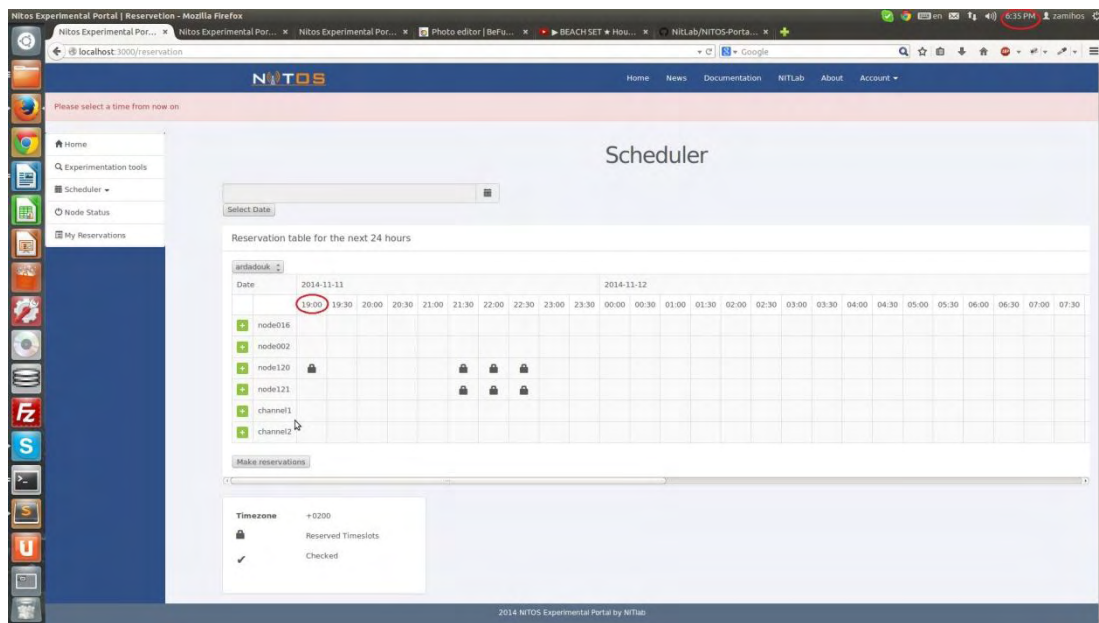 Nitos Experimental Portal | Reservetion - Mozilla Firefox
en 6:35 PM zamihos
Nitos Experimental Por... × Nitos Experimental Por... × Nitos Experimental Por... × Photo editor | BeFu... × ▶ BEACH SET ★ Hou... × NitLab/NITOS-Porta... ×
localhost:3000/reservation Google
NITOS Home News Documentation NITLab About Account
Please select a time from now on
Home
Experimentation tools
Scheduler
Node Status
My Reservations
Scheduler
Select Date
Reservation table for the next 24 hours
ardadouk
Date 2014-11-11 2014-11-12
19:00 19:30 20:00 20:30 21:00 21:30 22:00 22:30 23:00 23:30 00:00 00:30 01:00 01:30 02:00 02:30 03:00 03:30 04:00 04:30 05:00 05:30 06:00 06:30 07:00 07:30
node016
node002
node120
node121
channel1
channel2
Make reservations
Timezone +0200
Reserved Timeslots
Checked
2014 NITOS Experimental Portal by NITlab